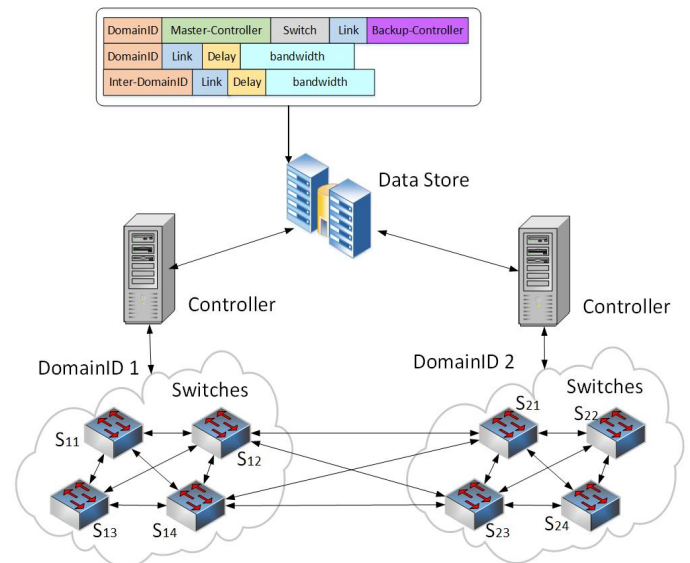 DomainID Master-Controller Switch Link Backup-Controller
DomainID Link Delay bandwidth
Inter-DomainID Link Delay bandwidth
Data Store
Controller
Controller
DomainID 1
DomainID 2
Switches
Switches
S11
S12
S13
S14
S21
S22
S23
S24